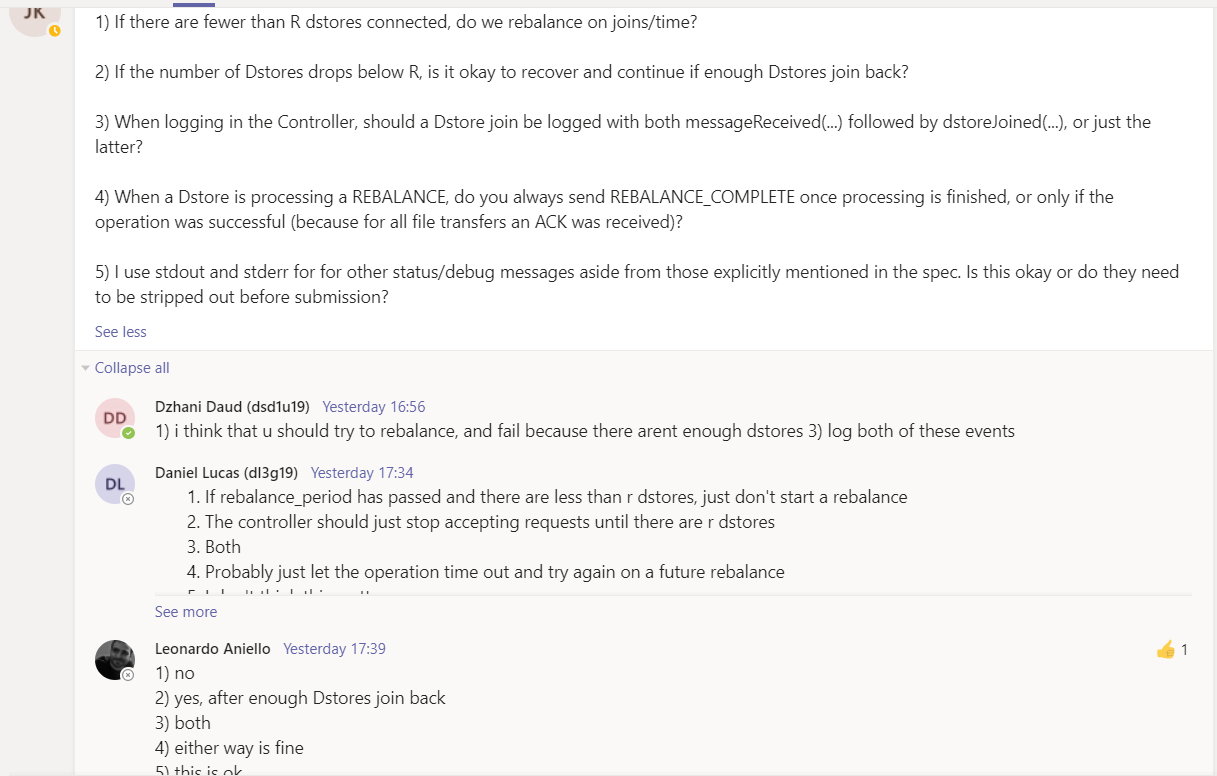 JK
1) If there are fewer than R dstores connected, do we rebalance on joins/time?
2) If the number of Dstores drops below R, is it okay to recover and continue if enough Dstores join back?
3) When logging in the Controller, should a Dstore join be logged with both messageReceived(...) followed by dstoreJoined(...), or just the
latter?
4) When a Dstore is processing a REBALANCE, do you always send REBALANCE_COMPLETE once processing is finished, or only if the
operation was successful (because for all file transfers an ACK was received)?
5) I use stdout and stderr for for other status/debug messages aside from those explicitly mentioned in the spec. Is this okay or do they need
to be stripped out before submission?
See less
Collapse all
DD
Dzhani Daud (dsd1u19) Yesterday 16:56
1) i think that u should try to rebalance, and fail because there arent enough dstores 3) log both of these events
DL
Daniel Lucas (dl3g19) Yesterday 17:34
1. If rebalance_period has passed and there are less than r dstores, just don't start a rebalance
2. The controller should just stop accepting requests until there are r dstores
3. Both
4. Probably just let the operation time out and try again on a future rebalance
See more
Leonardo Aniello Yesterday 17:39
1
1) no
2) yes, after enough Dstores join back
3) both
4) either way is fine
5) this is ok